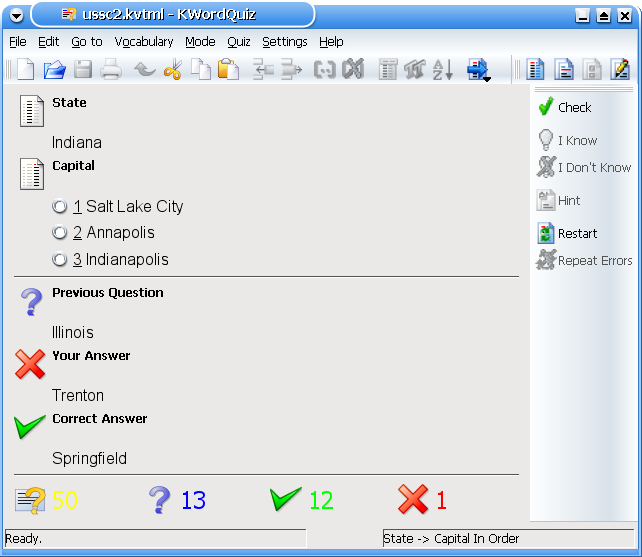 ussc2.kvtml - KWordQuiz
File Edit Go to Vocabulary Mode Quiz Settings Help
State
Indiana
Capital
1 Salt Lake City
2 Annapolis
3 Indianapolis
Previous Question
Illinois
Your Answer
Trenton
Correct Answer
Springfield
50 13 12 1
Check
I Know
I Don't Know
Hint
Restart
Repeat Errors
Ready.
State -> Capital In Order